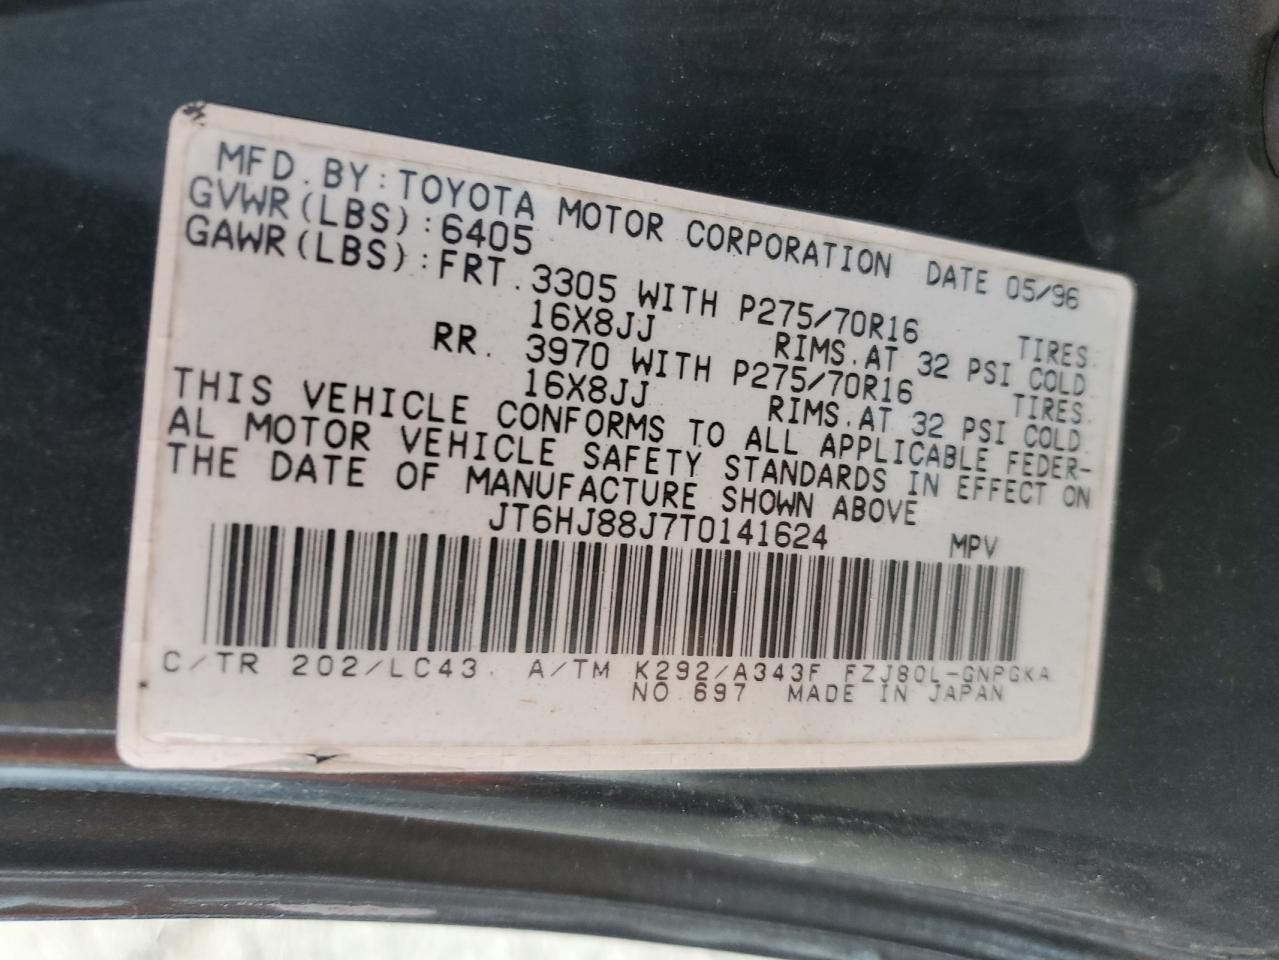 MFD. BY: TOYOTA MOTOR CORPORATION DATE 05/96
GVWR(LBS):6405
GAWR(LBS):FRT. 3305 WITH P275/70R16 TIRES.
16X8JJ RIMS.AT 32 PSI COLD.
RR. 3970 WITH P275/70R16 TIRES.
16X8JJ RIMS.AT 32 PSI COLD.
THIS VEHICLE CONFORMS TO ALL APPLICABLE FEDER-
AL MOTOR VEHICLE SAFETY STANDARDS IN EFFECT ON
THE DATE OF MANUFACTURE SHOWN ABOVE
JT6HJ88J7T0141624 MPV
C/TR 202/LC43. A/TM K292/A343F FZJ80L-GNPGKA
NO.697 MADE IN JAPAN